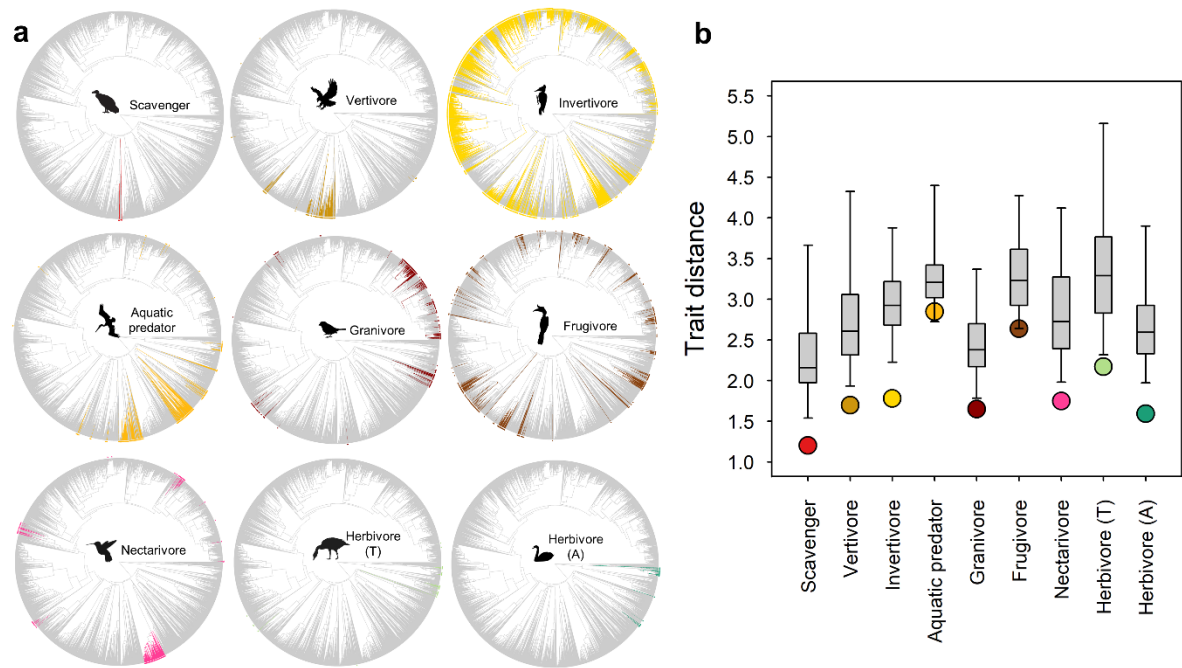 a
Scavenger
Vertivore
Invertivore
Aquatic
predator
Granivore
Frugivore
Nectarivore
Herbivore
(T)
Herbivore
(A)
b
Trait distance
5.5
5.0
4.5
4.0
3.5
3.0
2.5
2.0
1.5
1.0
Scavenger
Vertivore
Invertivore
Aquatic predator
Granivore
Frugivore
Nectarivore
Herbivore (T)
Herbivore (A)